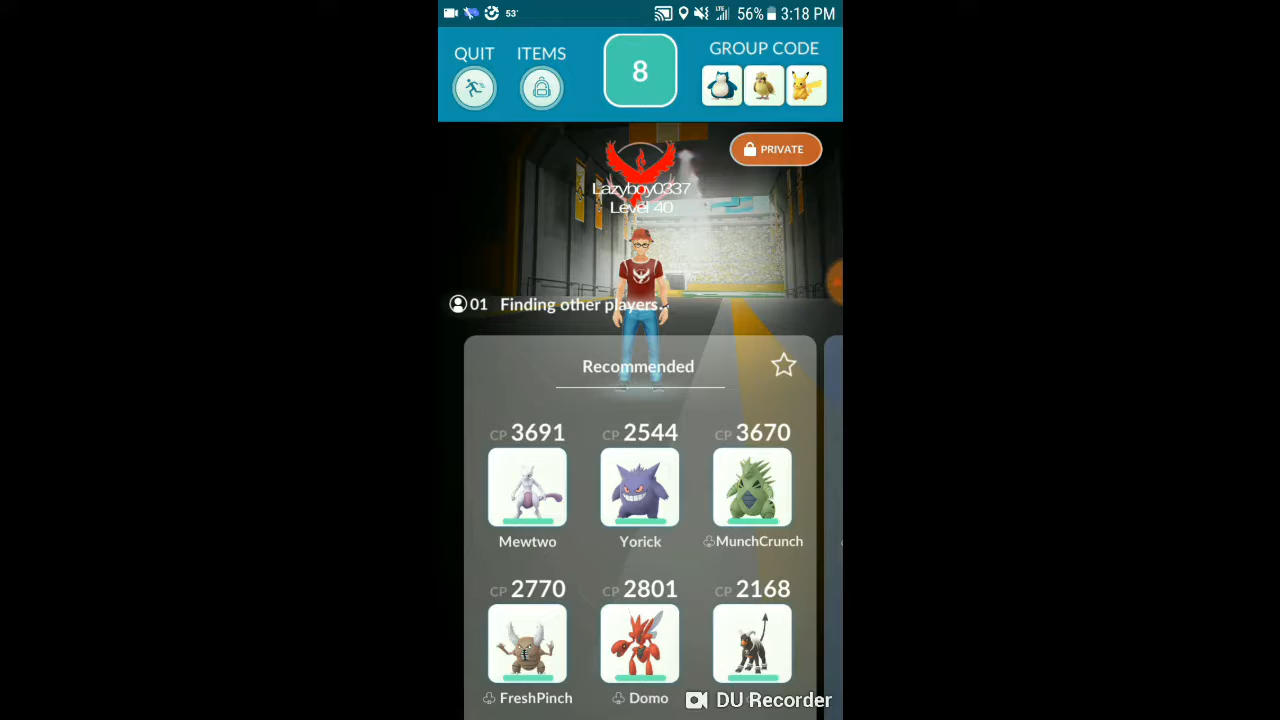 53'
LTE
56%
3:18 PM
QUIT
ITEMS
8
GROUP CODE
PRIVATE
Lazyboy0337
Level 40
01 Finding other players..
Recommended
CP 3691
CP 2544
CP 3670
Mewtwo
Yorick
MunchCrunch
CP 2770
CP 2801
CP 2168
FreshPinch
Domo
DU Recorder